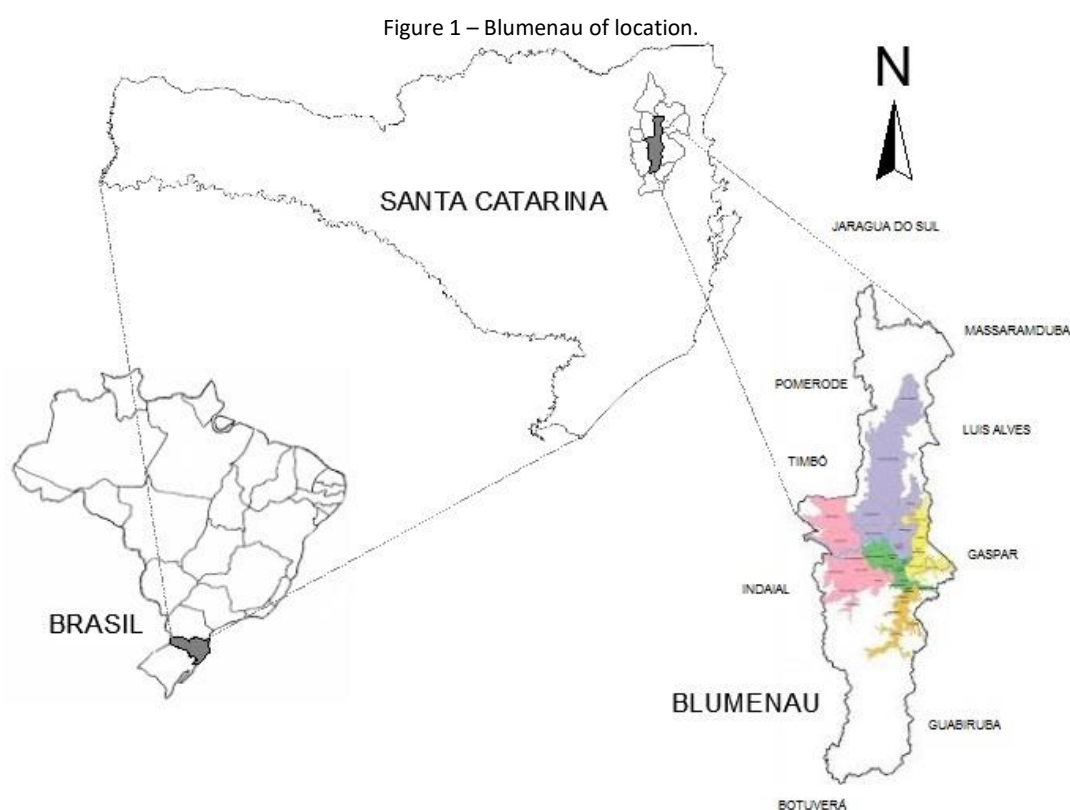 Figure 1 – Blumenau of location.
N
SANTA CATARINA
JARAGUA DO SUL
MASSARAMDUBA
POMERODE
LUIS ALVES
TIMBÓ
GASPAR
INDAIAL
BRASIL
BLUMENAU
GUABIRUBA
BOTUVERÁ